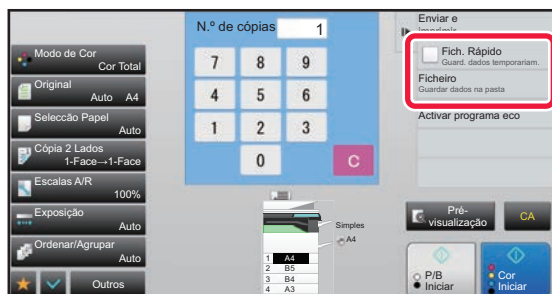 Modo de Cor
Cor Total
Original
Auto A4
Seleccão Papel
Auto
Cópia 2 Lados
1-Face→1-Face
Escalas A/R
100%
Exposição
Auto
Ordenar/Agrupar
Auto
Outros
N.º de cópias
1
7 8 9
4 5 6
1 2 3
0 C
Simples
A4
1 A4
2 B5
3 B4
4 A3
Enviar e
imprimir
Fich. Rápido
Guard. dados temporariam.
Ficheiro
Guardar dados na pasta
Activar programa eco
Pré-
visualização
CA
P/B
Iniciar
Cor
Iniciar